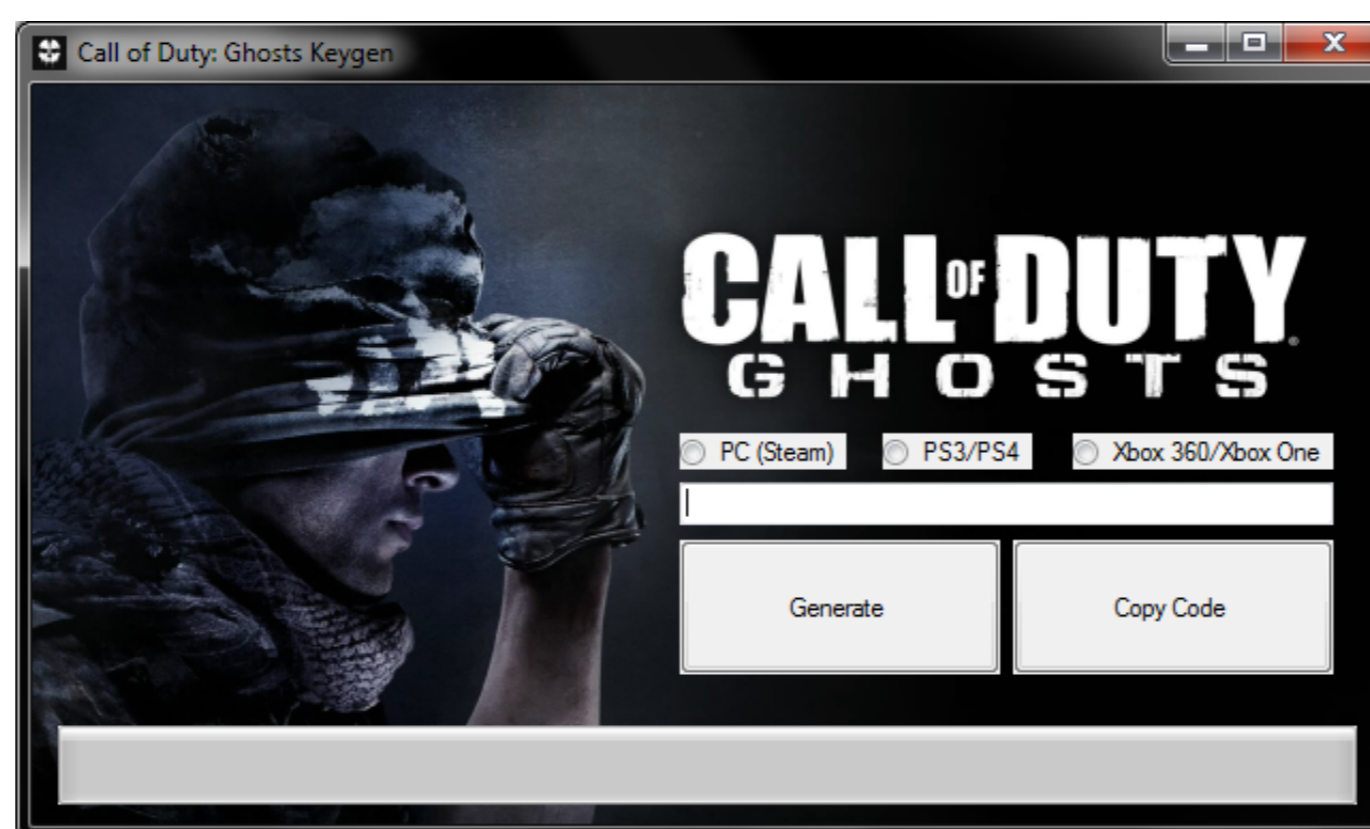 Call of Duty: Ghosts Keygen
CALL OF DUTY®
GHOSTS
PC (Steam) PS3/PS4 Xbox 360/Xbox One
Generate Copy Code